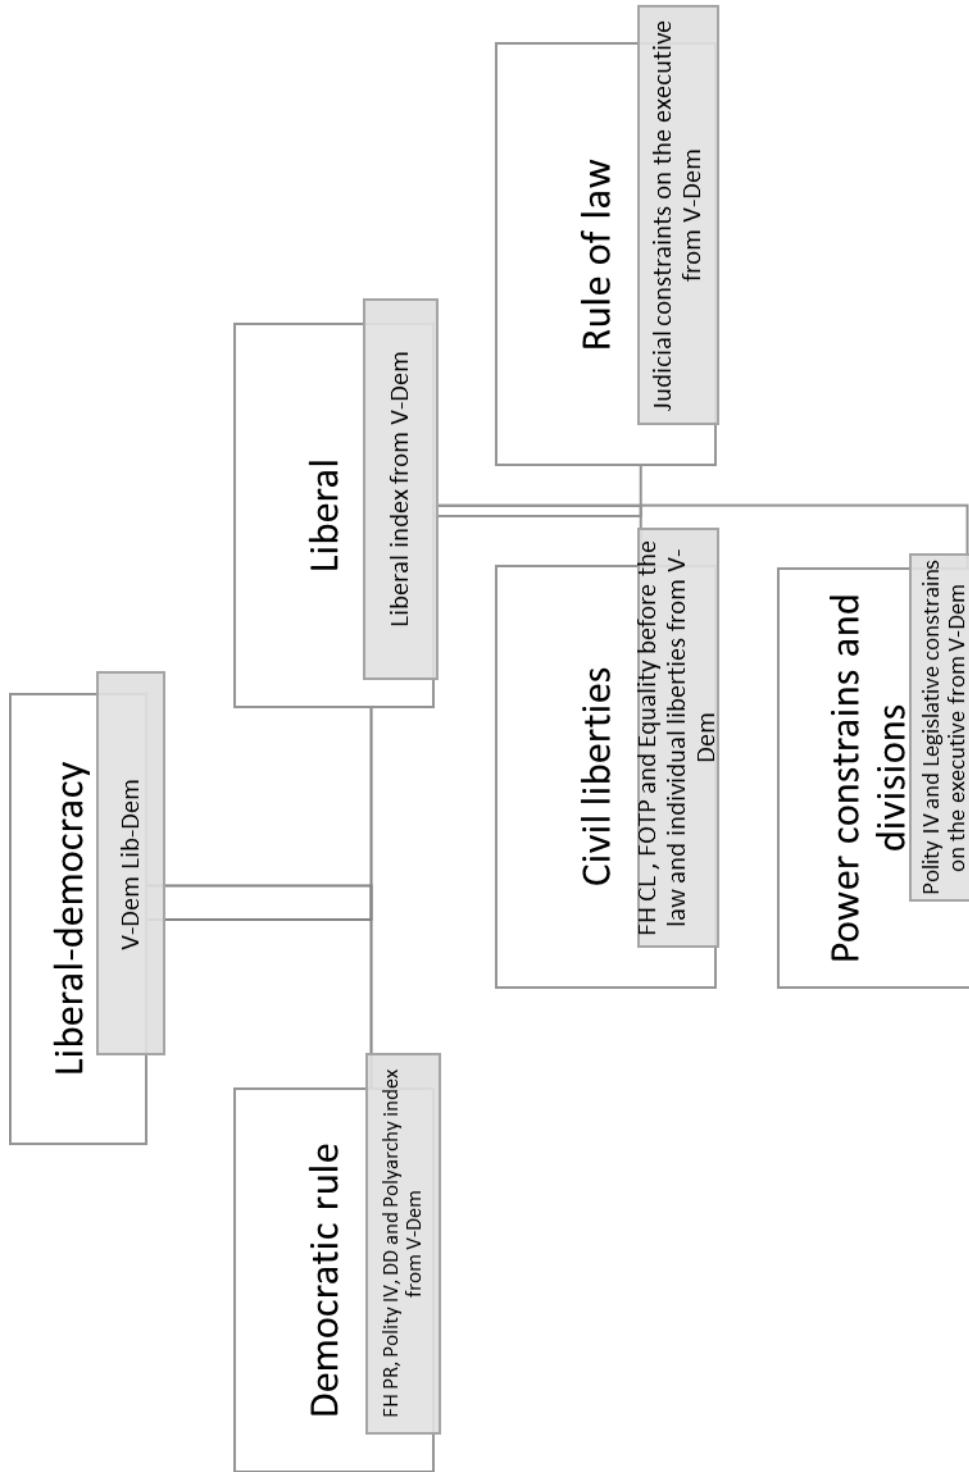 Liberal-democracy
V-Dem Lib-Dem
Democratic rule
FH PR, Polity IV, DD and Polyarchy index
from V-Dem
Liberal
Liberal index from V-Dem
Power constrains and
divisions
Polity IV and Legislative constrains
on the executive from V-Dem
Civil liberties
FH CL , FOTP and Equality before the
law and individual liberties from V-
Dem
Rule of law
Judicial constraints on the executive
from V-Dem